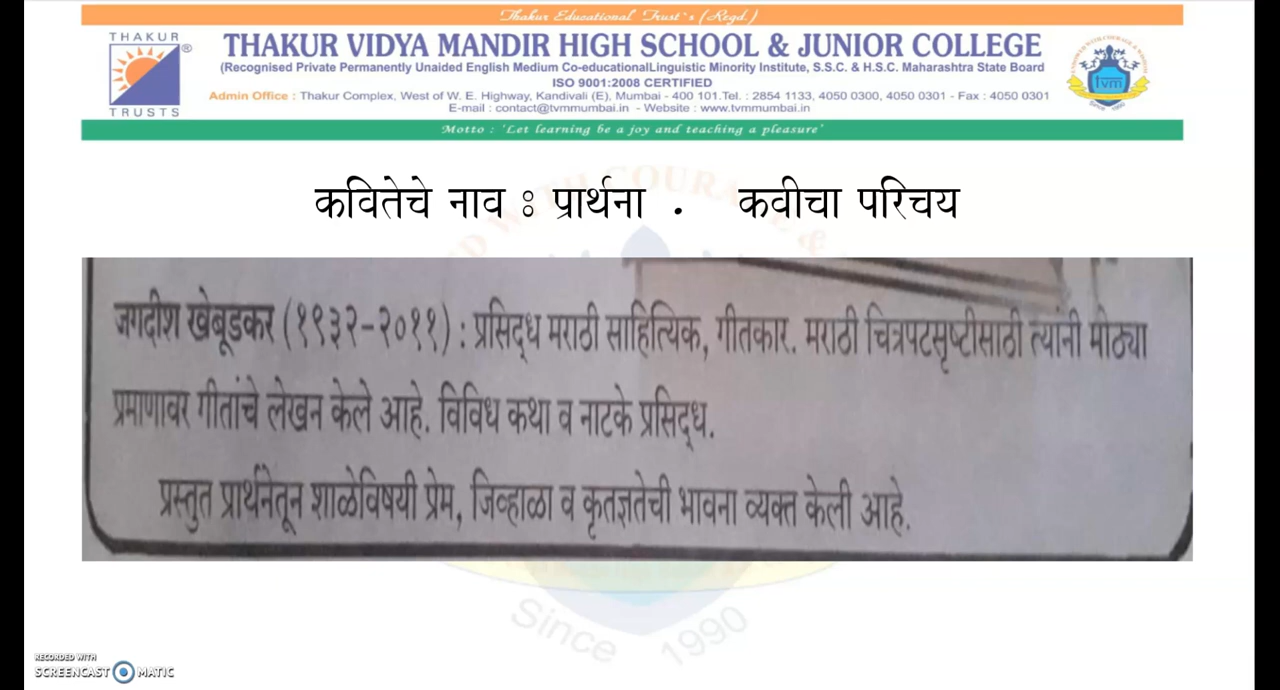 Thakur Educational Trust's (Regd.)
THAKUR
TRUSTS
®
THAKUR VIDYA MANDIR HIGH SCHOOL & JUNIOR COLLEGE
(Recognised Private Permanently Unaided English Medium Co-educationalLinguistic Minority Institute, S.S.C. & H.S.C. Maharashtra State Board
ISO 9001:2008 CERTIFIED
Admin Office : Thakur Complex, West of W. E. Highway, Kandivali (E), Mumbai - 400 101.Tel. : 2854 1133, 4050 0300, 4050 0301 - Fax : 4050 0301
E-mail : contact@tvmmumbai.in - Website : www.tvmmumbai.in
tvm
Since 1990
Motto : 'Let learning be a joy and teaching a pleasure'
कवितेचे नाव : प्रार्थना . कवीचा परिचय
जगदीश खेबूडकर (१९३२-२०११) : प्रसिद्ध मराठी साहित्यिक, गीतकार. मराठी चित्रपटसृष्टीसाठी त्यांनी मोठ्या
प्रमाणावर गीतांचे लेखन केले आहे. विविध कथा व नाटके प्रसिद्ध.
प्रस्तुत प्रार्थनेतून शाळेविषयी प्रेम, जिव्हाळा व कृतज्ञतेची भावना व्यक्त केली आहे.
Since 1990
RECORDED WITH
SCREENCAST MATIC